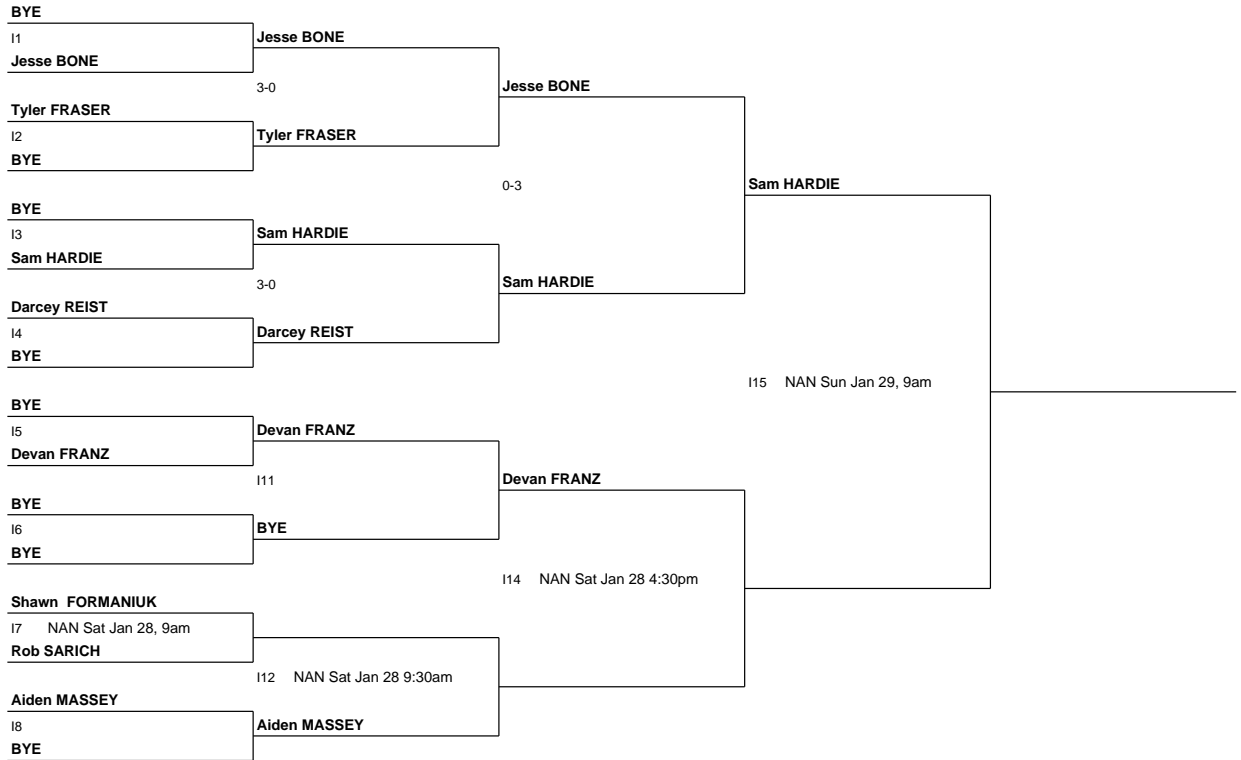 BYE
I1
Jesse BONE
Jesse BONE
3-0
Jesse BONE
Tyler FRASER
I2
Tyler FRASER
BYE
0-3
Sam HARDIE
BYE
I3
Sam HARDIE
Sam HARDIE
3-0
Sam HARDIE
Darcey REIST
I4
Darcey REIST
BYE
I15 NAN Sun Jan 29, 9am
BYE
I5
Devan FRANZ
Devan FRANZ
I11
Devan FRANZ
BYE
I6
BYE
BYE
I14 NAN Sat Jan 28 4:30pm
Shawn FORMANIUK
I7 NAN Sat Jan 28, 9am
Rob SARICH
I12 NAN Sat Jan 28 9:30am
Aiden MASSEY
I8
Aiden MASSEY
BYE